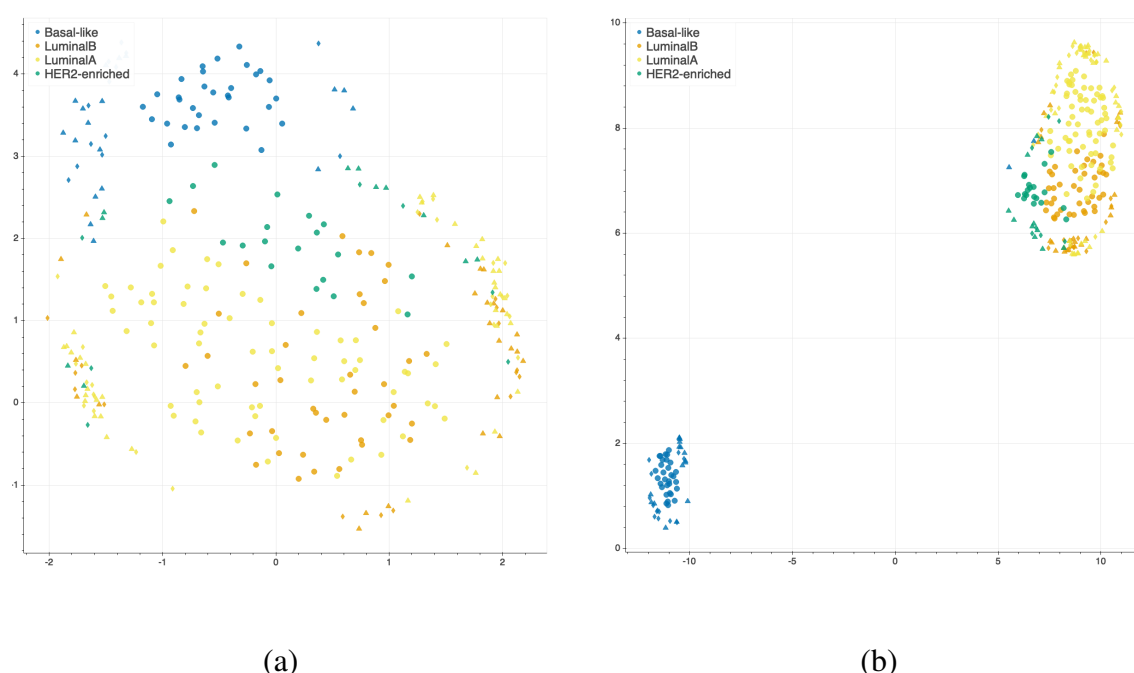 Basal-like
LuminalB
LuminalA
HER2-enriched
4
3
2
1
0
-1
-2
-1
0
1
2
(a)
Basal-like
LuminalB
LuminalA
HER2-enriched
10
8
6
4
2
0
-10
-5
0
5
10
(b)